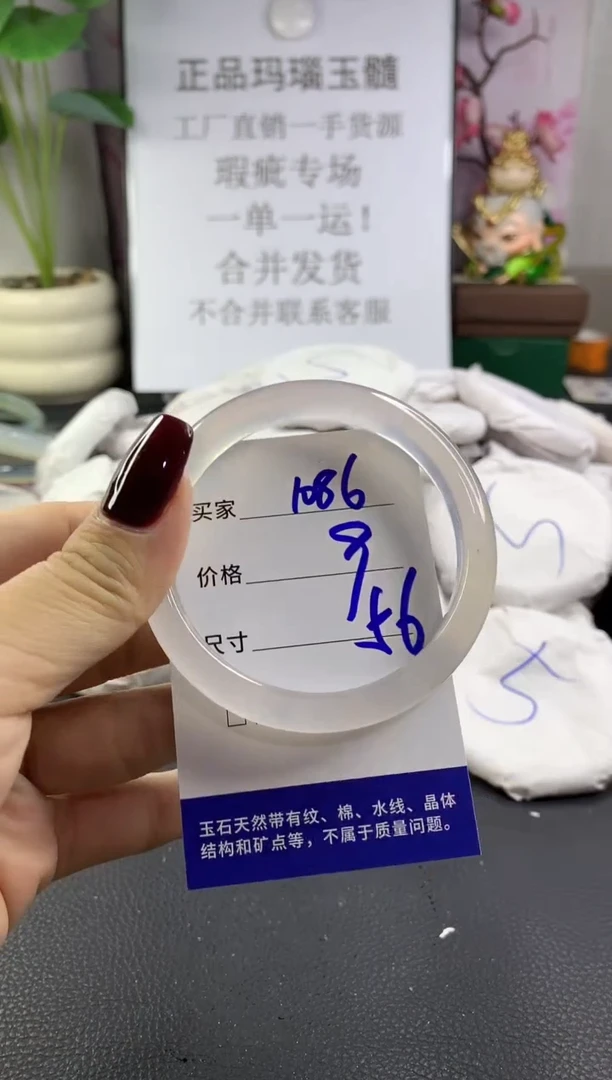 正品玛瑙玉髓
工厂直销一手货源
瑕疵专场
一单一运！
合并发货
不合并联系客服
买家 1086
价格 9
尺寸 56
玉石天然带有纹、棉、水线、晶体
结构和矿点等，不属于质量问题。
5